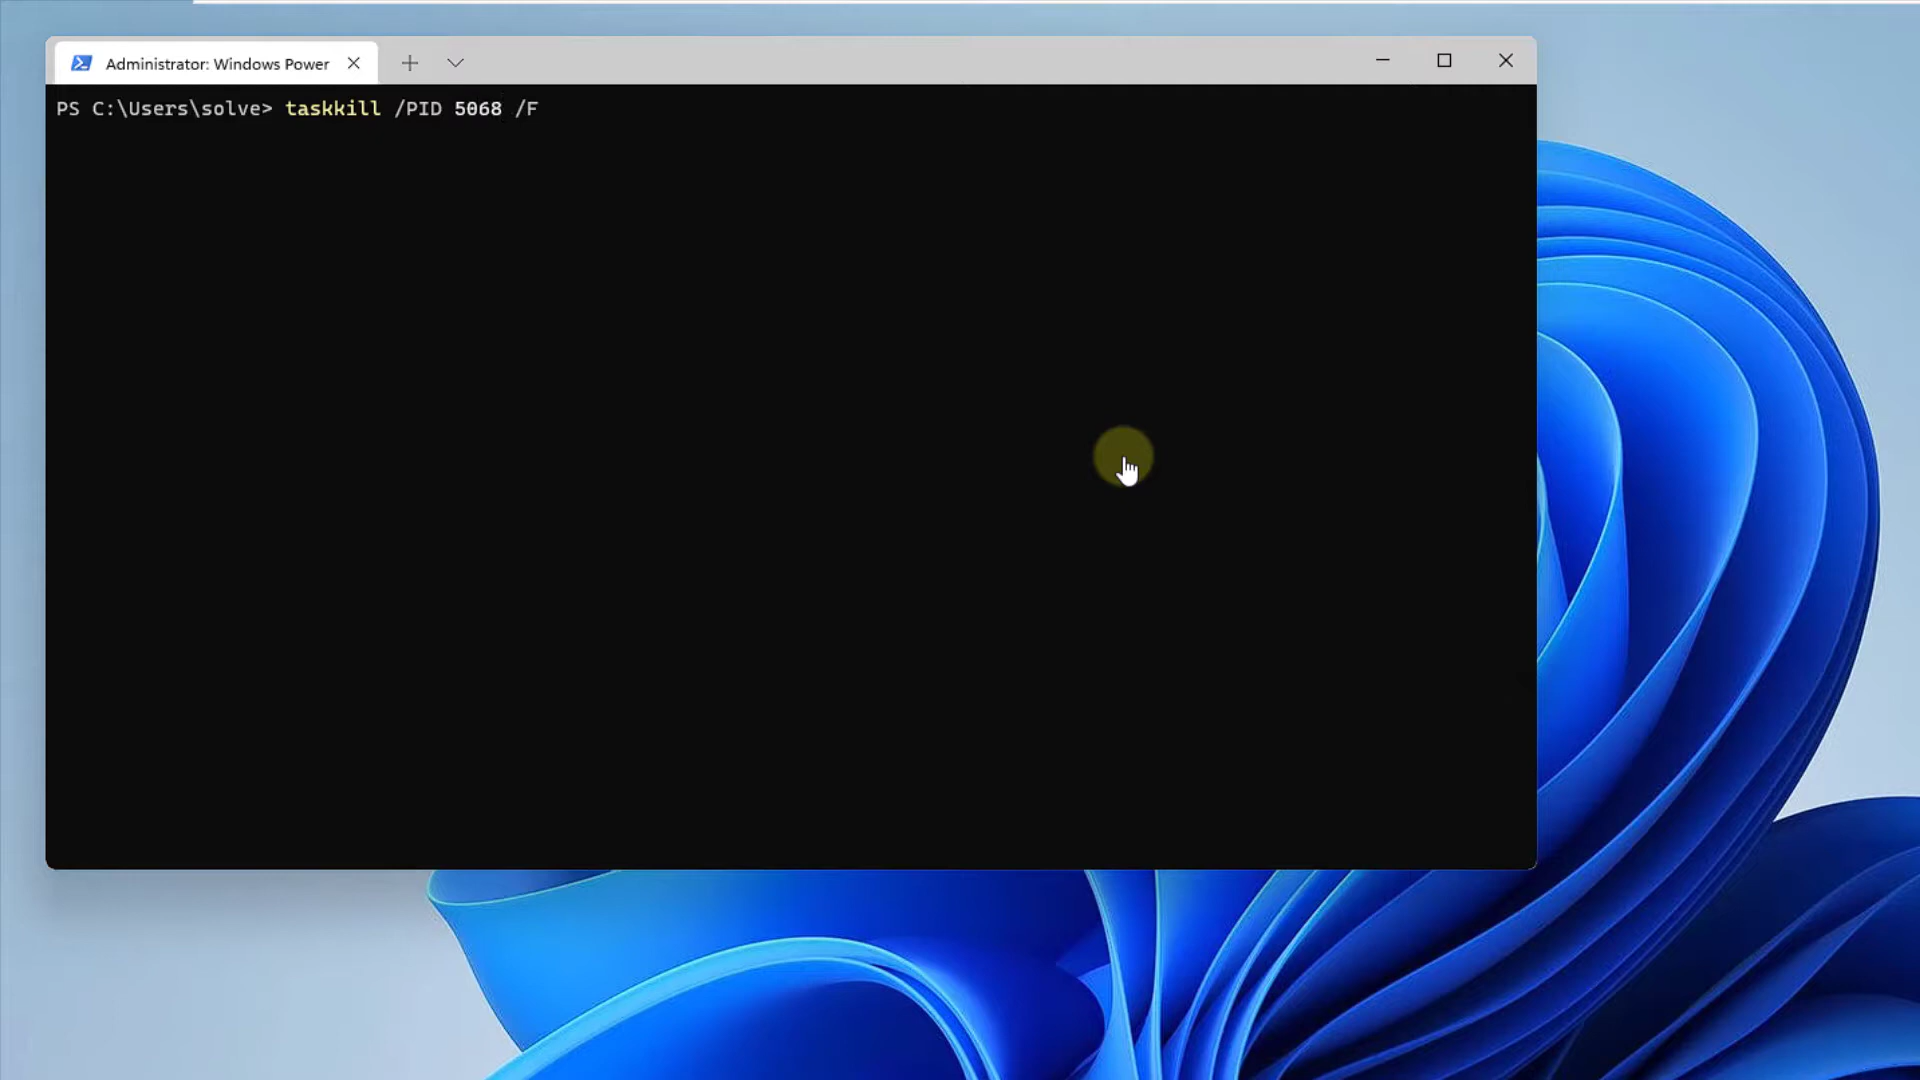 Administrator: Windows Power
PS C:\Users\solve> taskkill /PID 5068 /F